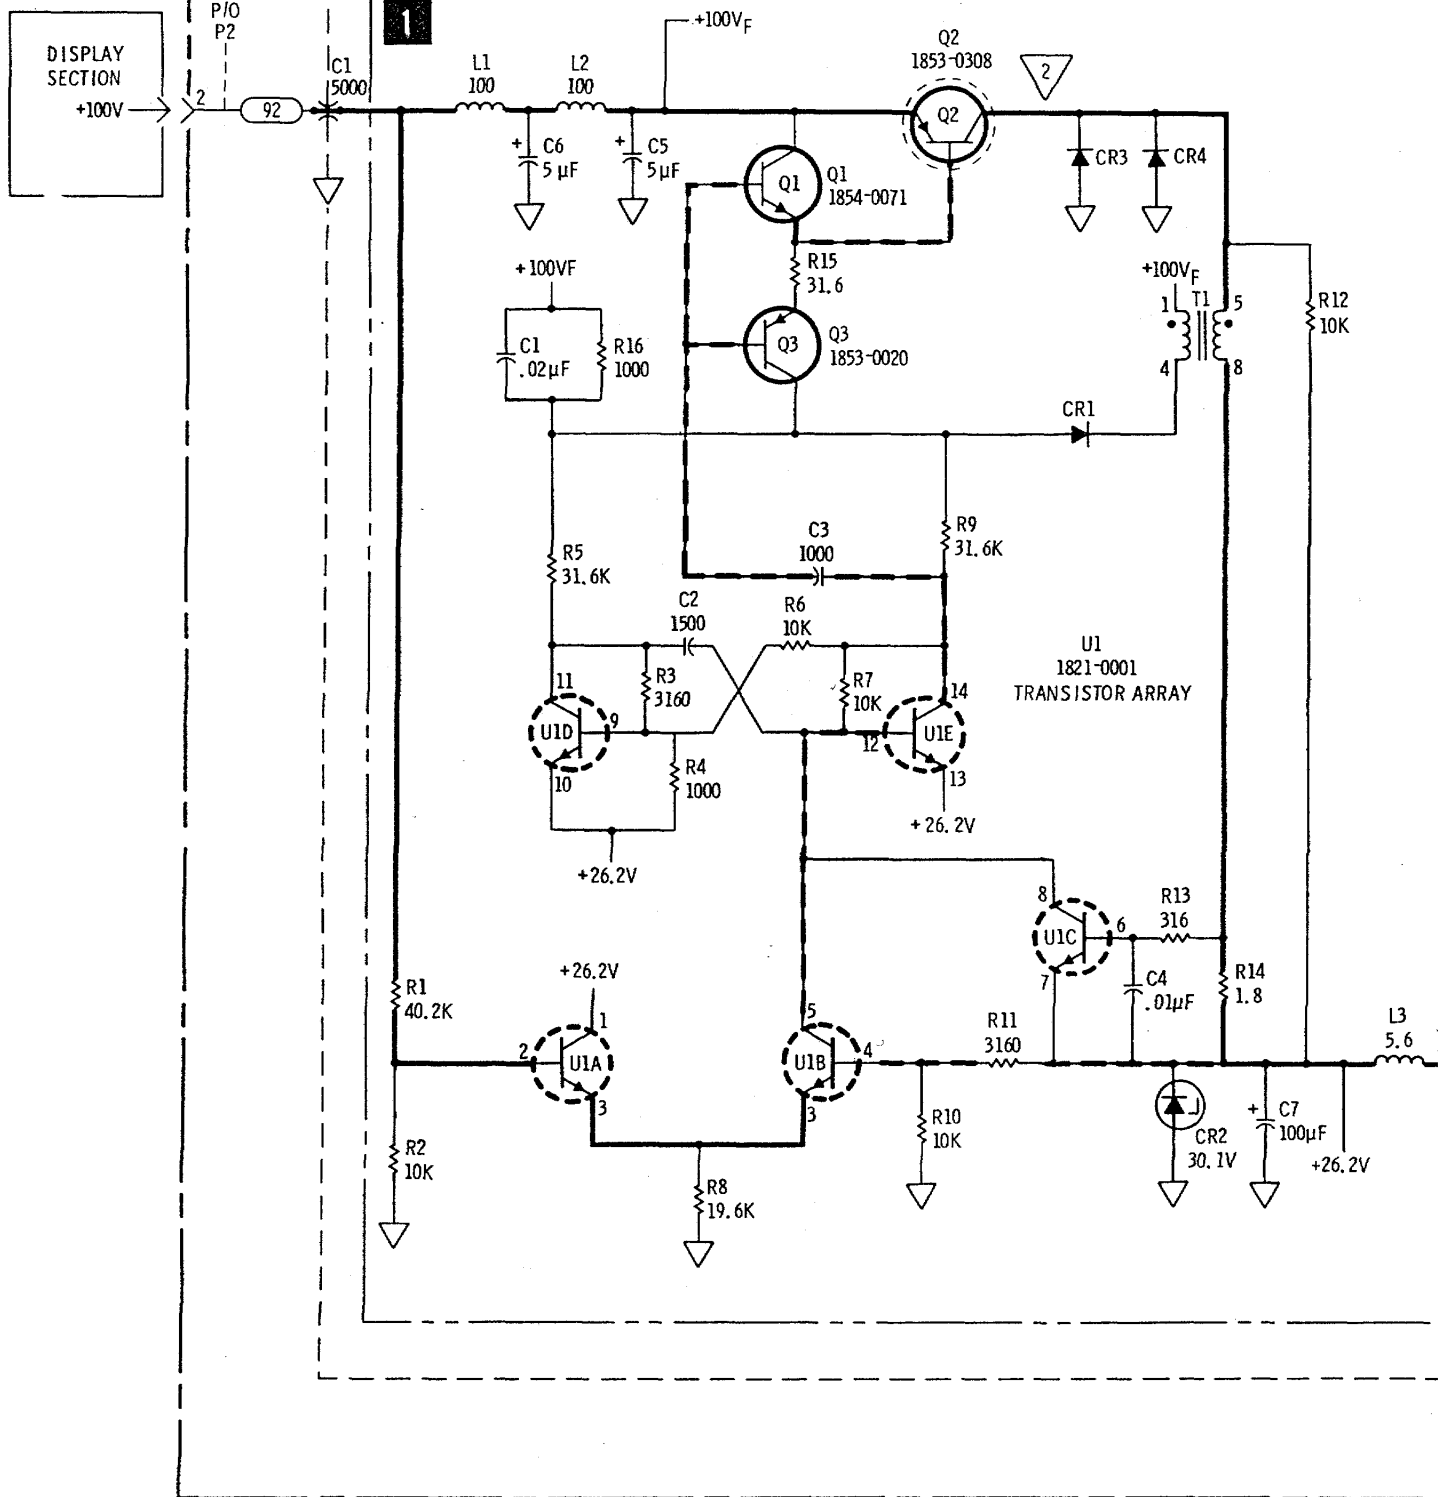 P/O
P2
1
DISPLAY
SECTION
+100V
2
92
C1
5000
L1
100
L2
100
+100VF
Q2
1853-0308
2
Q2
+
C6
5 µF
+
C5
5 µF
Q1
Q1
1854-0071
CR3
CR4
+100VF
R15
31.6
+100VF
T1
1
5
4
8
R12
10K
C1
.02µF
R16
1000
Q3
Q3
1853-0020
CR1
C3
1000
R9
31.6K
R5
31.6K
C2
1500
R6
10K
U1
1821-0001
TRANSISTOR ARRAY
R3
3160
R7
10K
11
U1D
9
10
14
U1E
12
13
R4
1000
+26.2V
+26.2V
8
U1C
6
7
R13
316
R1
40.2K
+26.2V
C4
.01µF
R14
1.8
1
2
U1A
3
5
U1B
4
3
R11
3160
L3
5.6
R2
10K
R10
10K
CR2
30.1V
+
C7
100µF
+26.2V
R8
19.6K